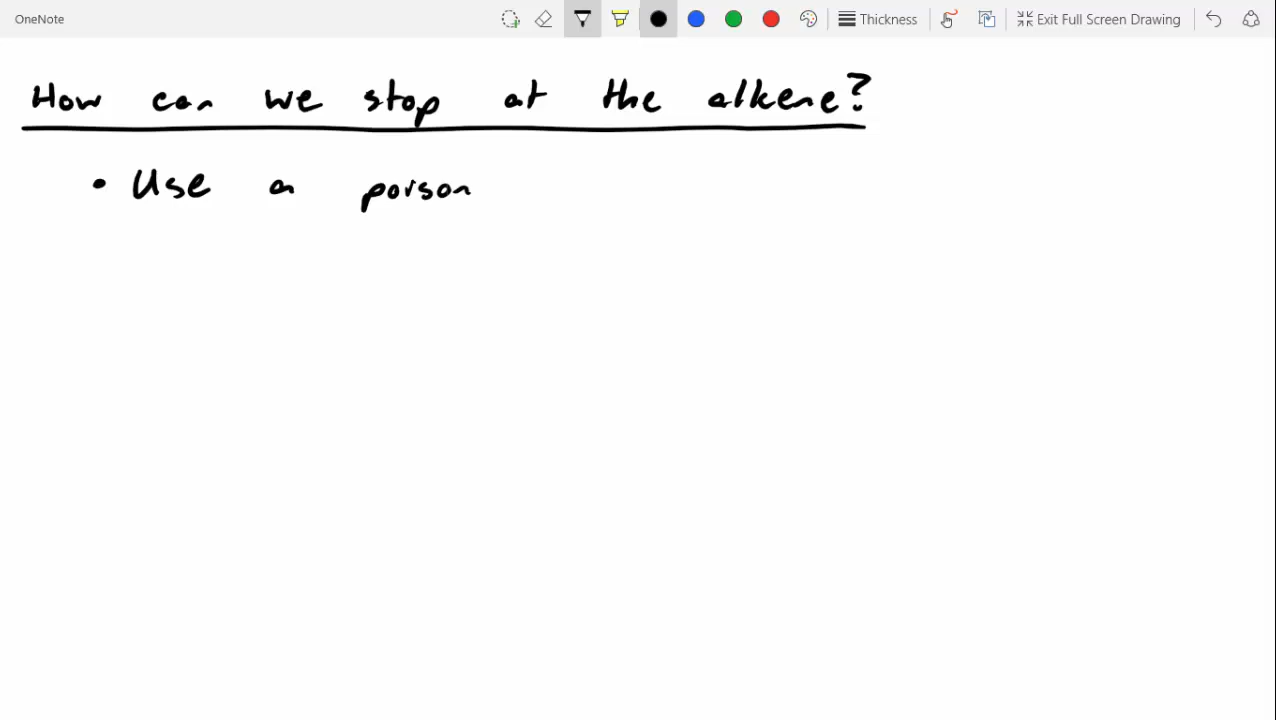 OneNote
Thickness
Exit Full Screen Drawing
How can we stop at the alkene?
• Use a poison